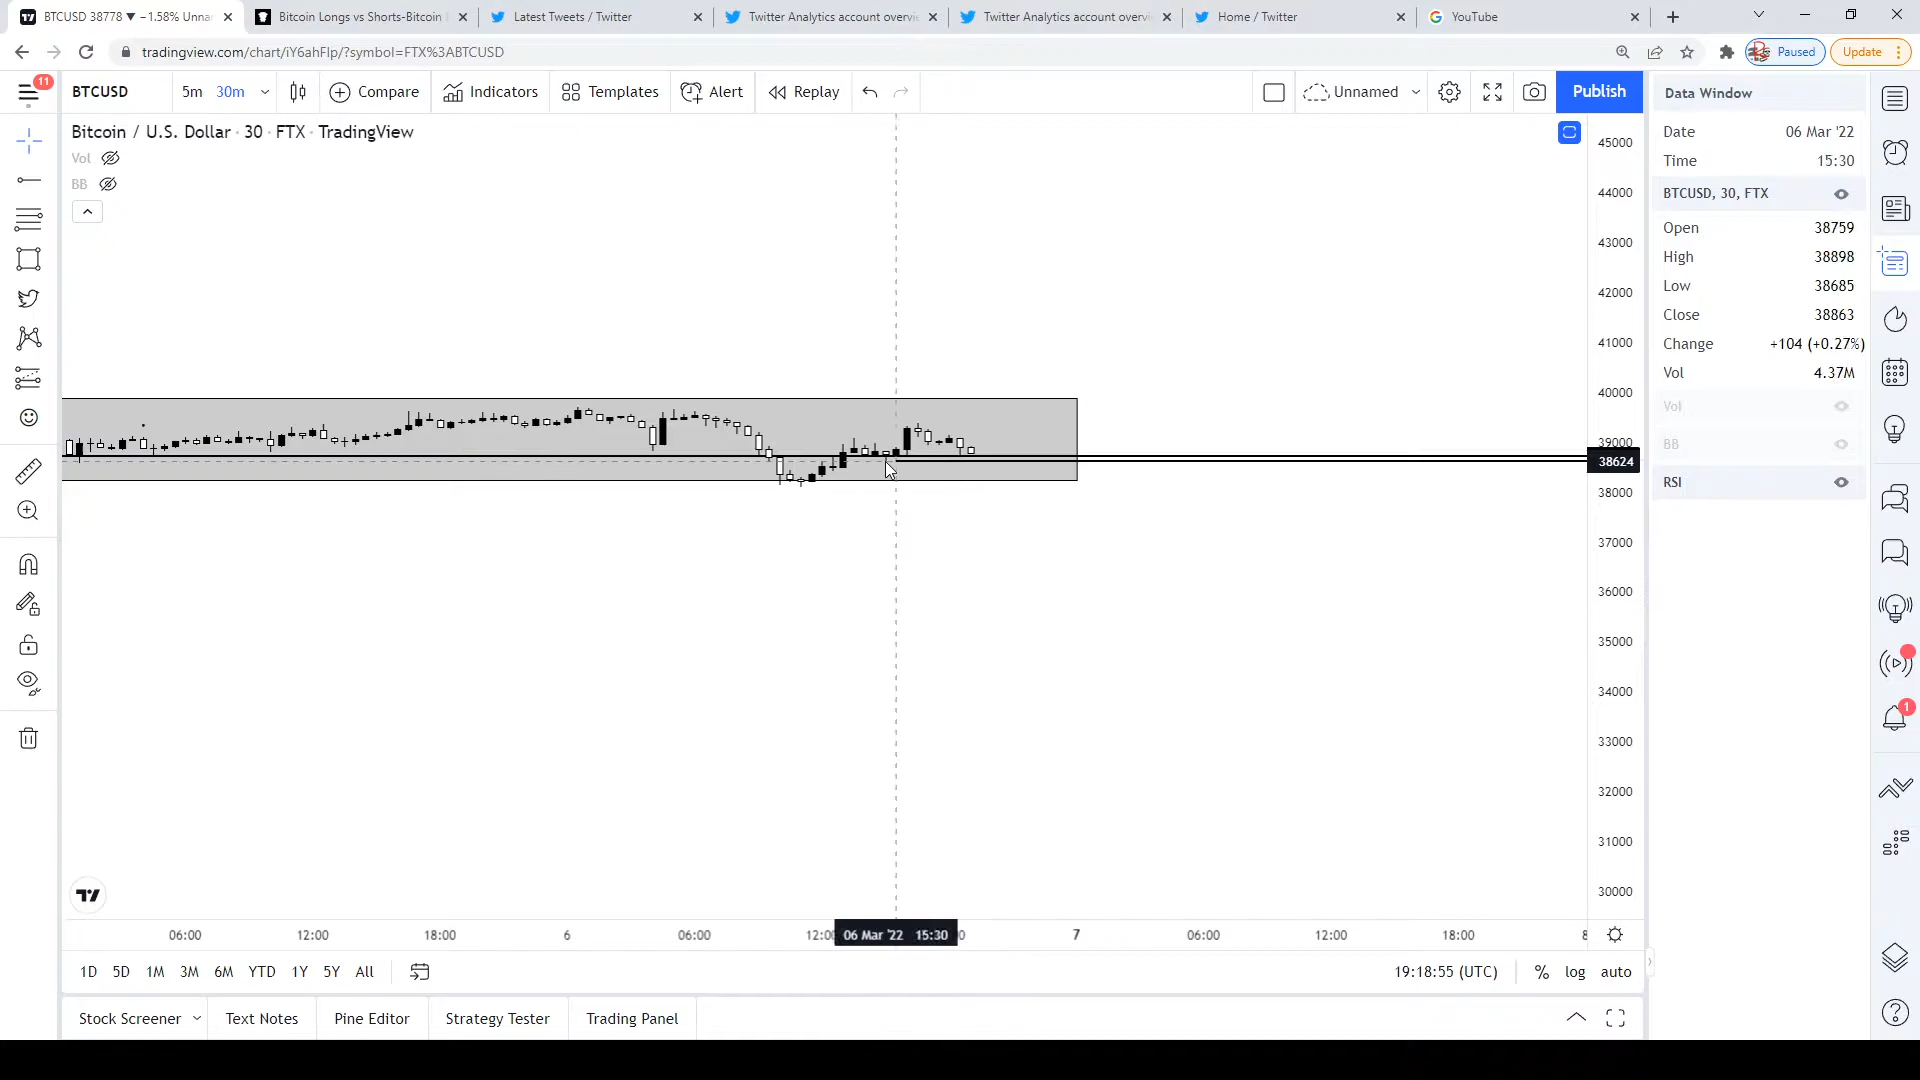 BTCUSD 38778 ▼ −1.58% Unnar
Bitcoin Longs vs Shorts-Bitcoin
Latest Tweets / Twitter
Twitter Analytics account overvi
Twitter Analytics account overvi
Home / Twitter
YouTube
tradingview.com/chart/iY6ahFIp/?symbol=FTX%3ABTCUSD
Paused
Update
11
BTCUSD
5m
30m
Compare
Indicators
Templates
Alert
Replay
Unnamed
Publish
Bitcoin / U.S. Dollar · 30 · FTX · TradingView
Vol
BB
45000
44000
43000
42000
41000
40000
39000
38624
38000
37000
36000
35000
34000
33000
32000
31000
30000
06:00
12:00
18:00
6
06:00
12:00
06 Mar '22 15:30
7
06:00
12:00
18:00
8
1D
5D
1M
3M
6M
YTD
1Y
5Y
All
19:18:55 (UTC)
%
log
auto
Stock Screener
Text Notes
Pine Editor
Strategy Tester
Trading Panel
Data Window
Date 06 Mar '22
Time 15:30
BTCUSD, 30, FTX
Open 38759
High 38898
Low 38685
Close 38863
Change +104 (+0.27%)
Vol 4.37M
Vol
BB
RSI
1